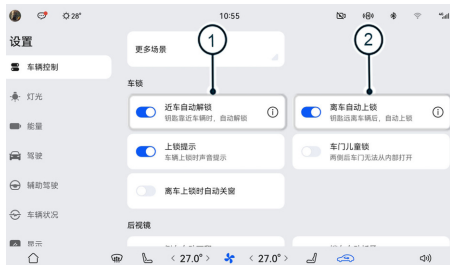 28°
10:55
设置
更多场景
1
2
车辆控制
车锁
灯光
近车自动解锁
钥匙靠近车辆时，自动解锁
离车自动上锁
钥匙远离车辆后，自动上锁
能量
上锁提示
车辆上锁时声音提示
车门儿童锁
两侧后车门无法从内部打开
驾驶
辅助驾驶
离车上锁时自动关窗
车辆状况
后视镜
显示
27.0°
27.0°